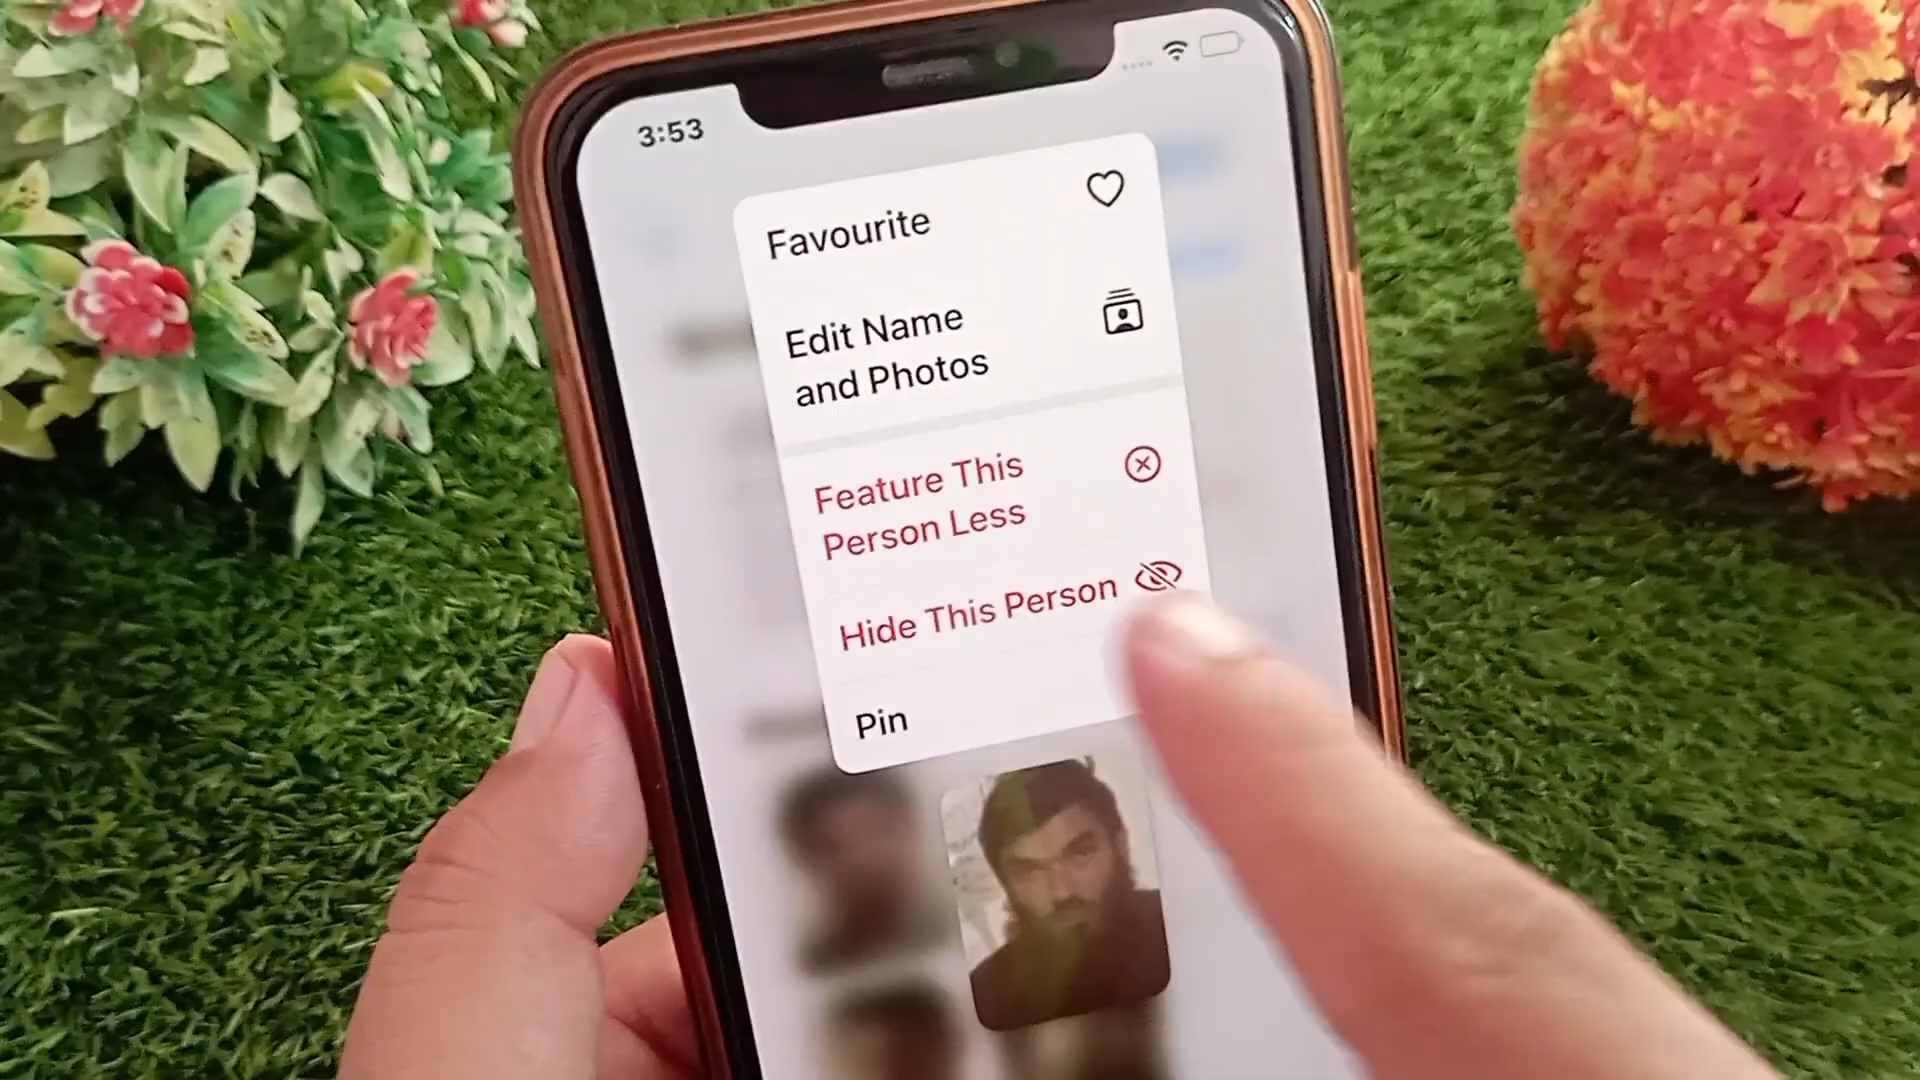 3:53
Favourite
Edit Name
and Photos
Feature This
Person Less
Hide This Person
Pin